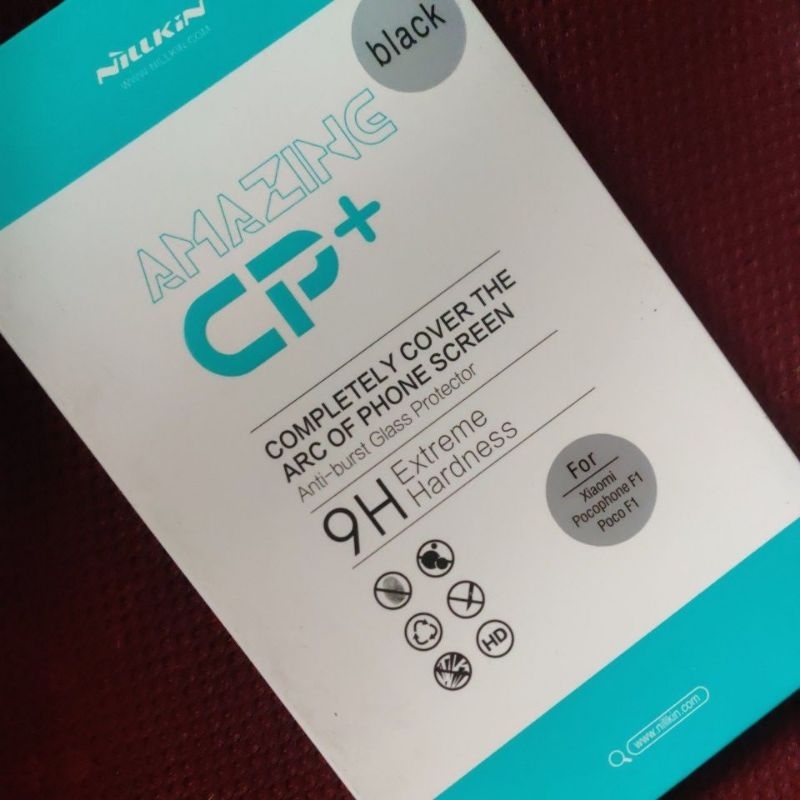 NILLKIN
WWW.NILLKIN.COM
black
AMAZING
CP+
COMPLETELY COVER THE
ARC OF PHONE SCREEN
Anti-burst Glass Protector
9H Extreme
Hardness
For
Xiaomi
Pocophone F1
Poco F1
HD
www.nillkin.com